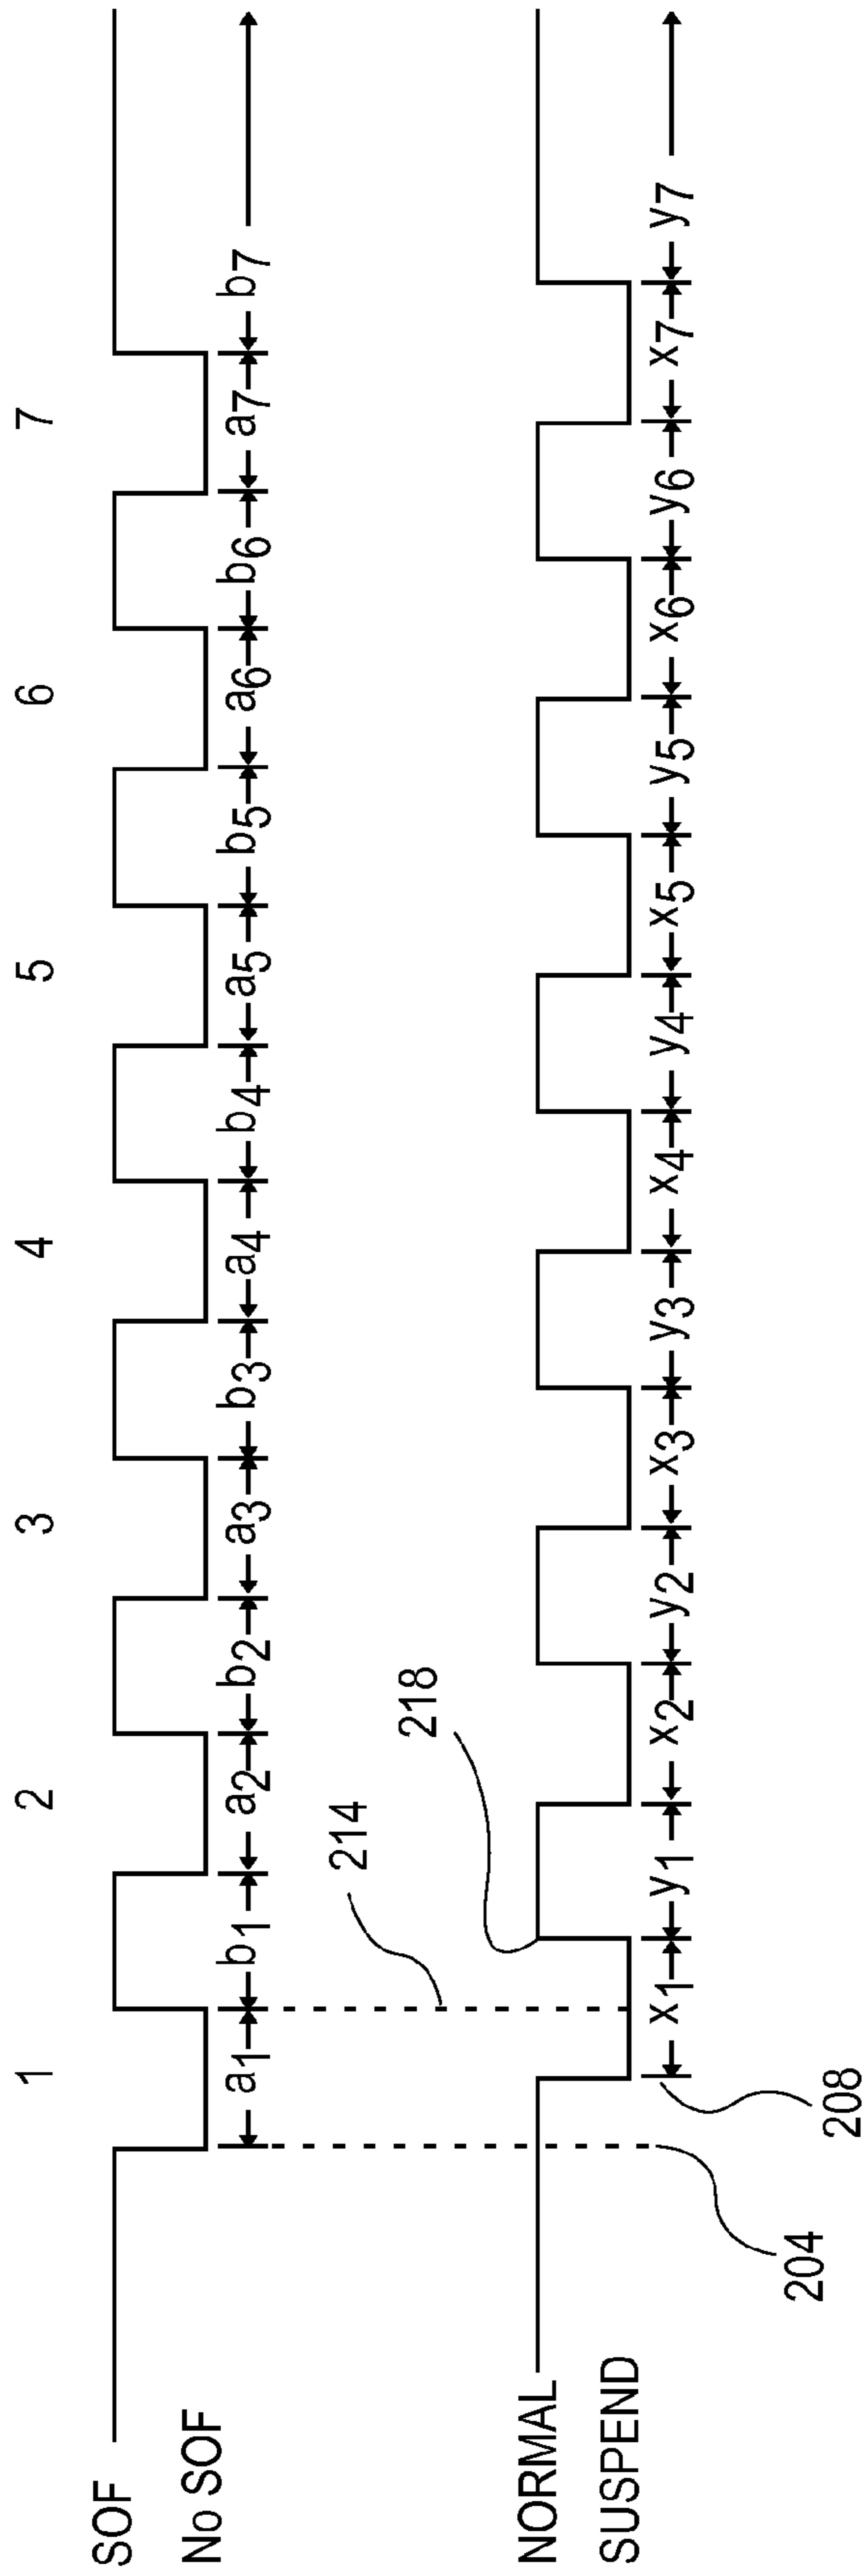 1 2 3 4 5 6 7
SOF
No SOF
a1 b1 a2 b2 a3 b3 a4 b4 a5 b5 a6 b6 a7 b7
214
218
NORMAL
SUSPEND
x1 y1 x2 y2 x3 y3 x4 y4 x5 y5 x6 y6 x7 y7
204
208